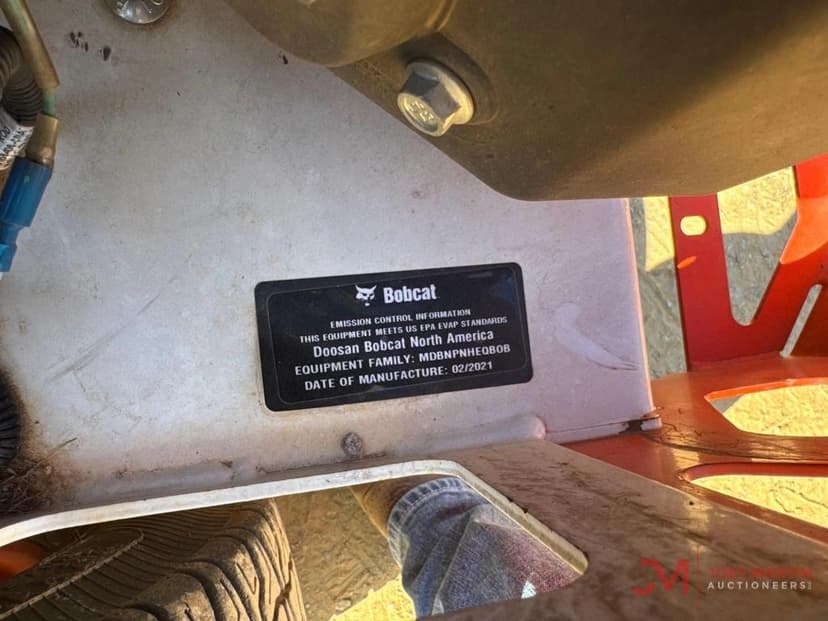 Bobcat
EMISSION CONTROL INFORMATION
THIS EQUIPMENT MEETS US EPA EVAP STANDARDS
Doosan Bobcat North America
EQUIPMENT FAMILY: MDBNPNHEQBOB
DATE OF MANUFACTURE: 02/2021
JM
AUCTIONEERS